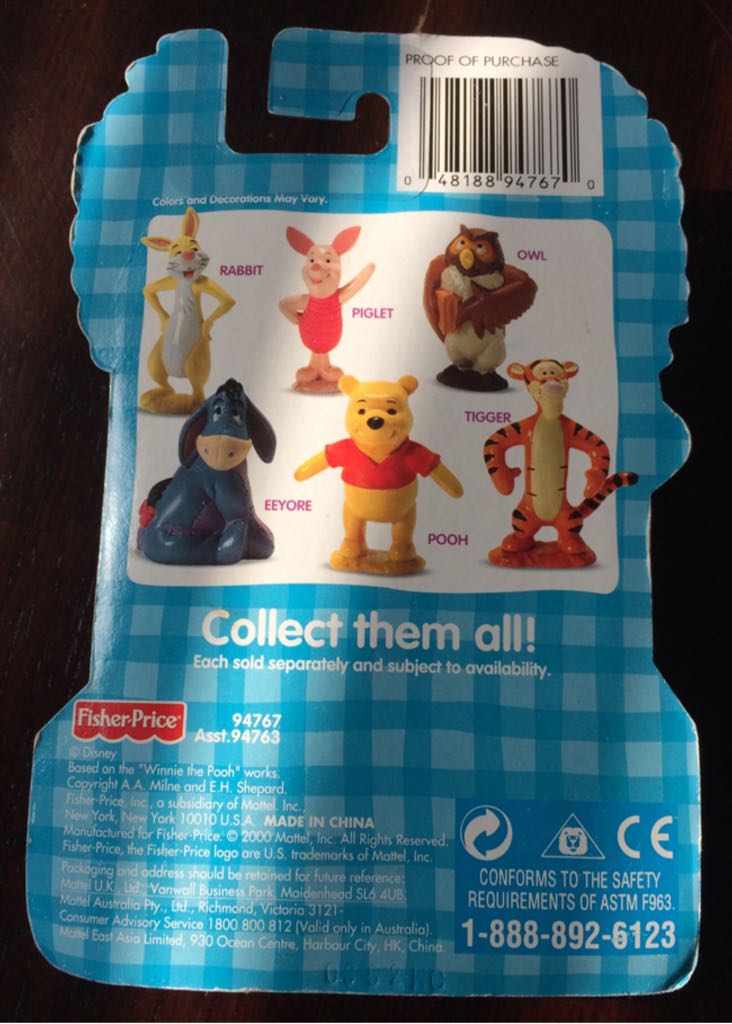 PROOF OF PURCHASE
0 48188 94767 0
Colors and Decorations May Vary.
RABBIT
PIGLET
OWL
EEYORE
POOH
TIGGER
Collect them all!
Each sold separately and subject to availability.
Fisher-Price
94767
Asst.94763
© Disney
Based on the "Winnie the Pooh" works.
Copyright A.A. Milne and E.H. Shepard.
Fisher-Price, Inc., a subsidiary of Mattel, Inc.,
New York, New York 10010 U.S.A. MADE IN CHINA
Manufactured for Fisher-Price. © 2000 Mattel, Inc. All Rights Reserved.
Fisher-Price, the Fisher-Price logo are U.S. trademarks of Mattel, Inc.
Packaging and address should be retained for future reference:
Mattel U.K., Ltd., Vanwall Business Park, Maidenhead SL6 4UB.
Mattel Australia Pty., Ltd., Richmond, Victoria 3121-
Consumer Advisory Service 1800 800 812 (Valid only in Australia).
Mattel East Asia Limited, 930 Ocean Centre, Harbour City, HK, China.
CE
CONFORMS TO THE SAFETY
REQUIREMENTS OF ASTM F963.
1-888-892-6123